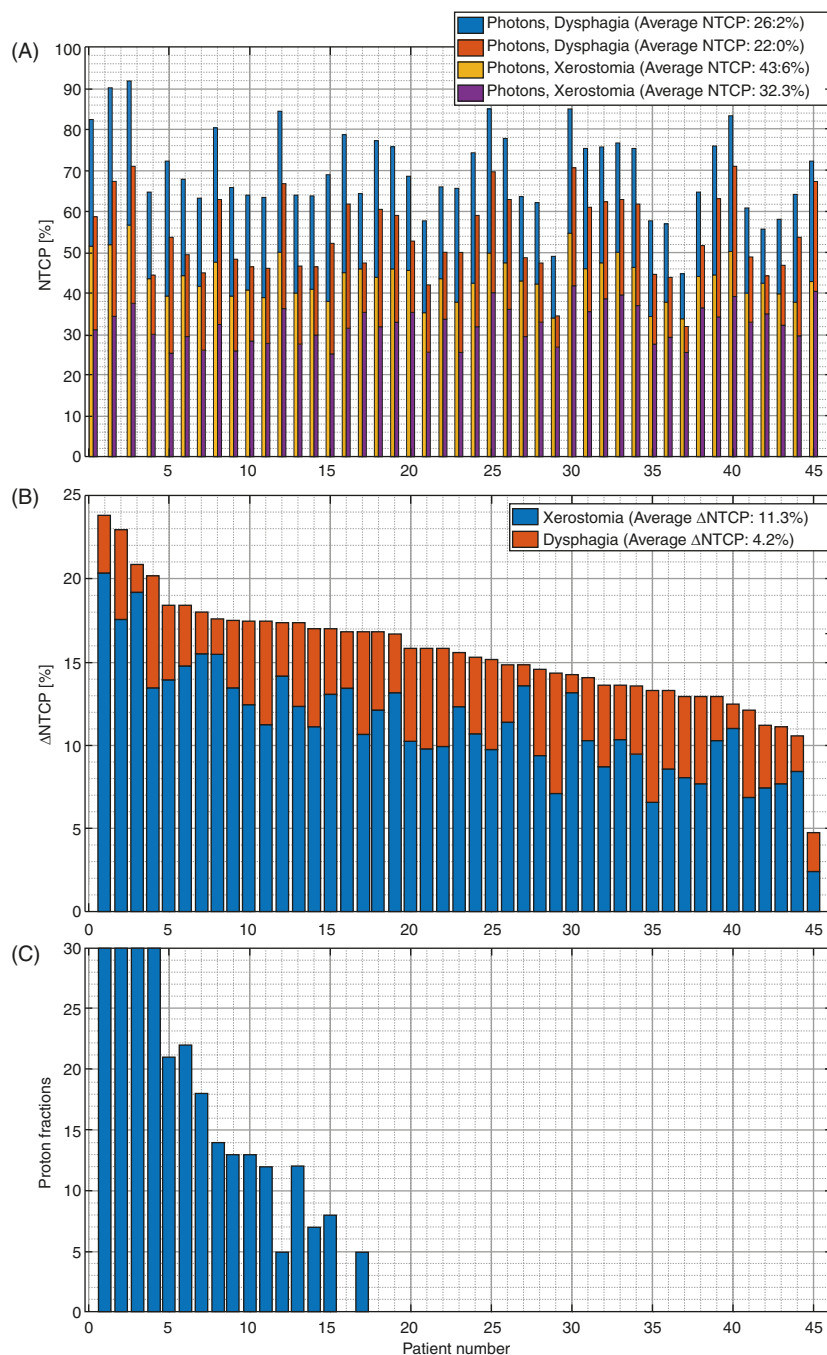 (A)
Photons, Dysphagia (Average NTCP: 26:2%)
Photons, Dysphagia (Average NTCP: 22:0%)
Photons, Xerostomia (Average NTCP: 43:6%)
Photons, Xerostomia (Average NTCP: 32.3%)
NTCP [%]
100
90
80
70
60
50
40
30
20
10
0
5 10 15 20 25 30 35 40 45
(B)
Xerostomia (Average ΔNTCP: 11.3%)
Dysphagia (Average ΔNTCP: 4.2%)
ΔNTCP [%]
25
20
15
10
5
0
0 5 10 15 20 25 30 35 40 45
(C)
Proton fractions
30
25
20
15
10
5
0
0 5 10 15 20 25 30 35 40 45
Patient number